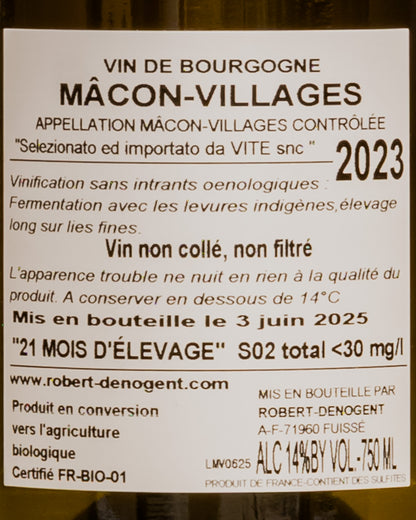 VIN DE BOURGOGNE
MÂCON-VILLAGES
APPELLATION MÂCON-VILLAGES CONTRÔLÉE
"Selezionato ed importato da VITE snc "
2023
Vinification sans intrants oenologiques :
Fermentation avec les levures indigènes,élevage
long sur lies fines.
Vin non collé, non filtré
L'apparence trouble ne nuit en rien à la qualité du
produit. A conserver en dessous de 14°C
Mis en bouteille le 3 juin 2025
"21 MOIS D'ÉLEVAGE" S02 total <30 mg/l
www.robert-denogent.com
Produit en conversion
vers l'agriculture
biologique
Certifié FR-BIO-01
MIS EN BOUTEILLE PAR
ROBERT-DENOGENT
A-F-71960 FUISSÉ
LMV0625 ALC 14%BY VOL.-750 ML
PRODUIT DE FRANCE-CONTIENT DES SULFITES